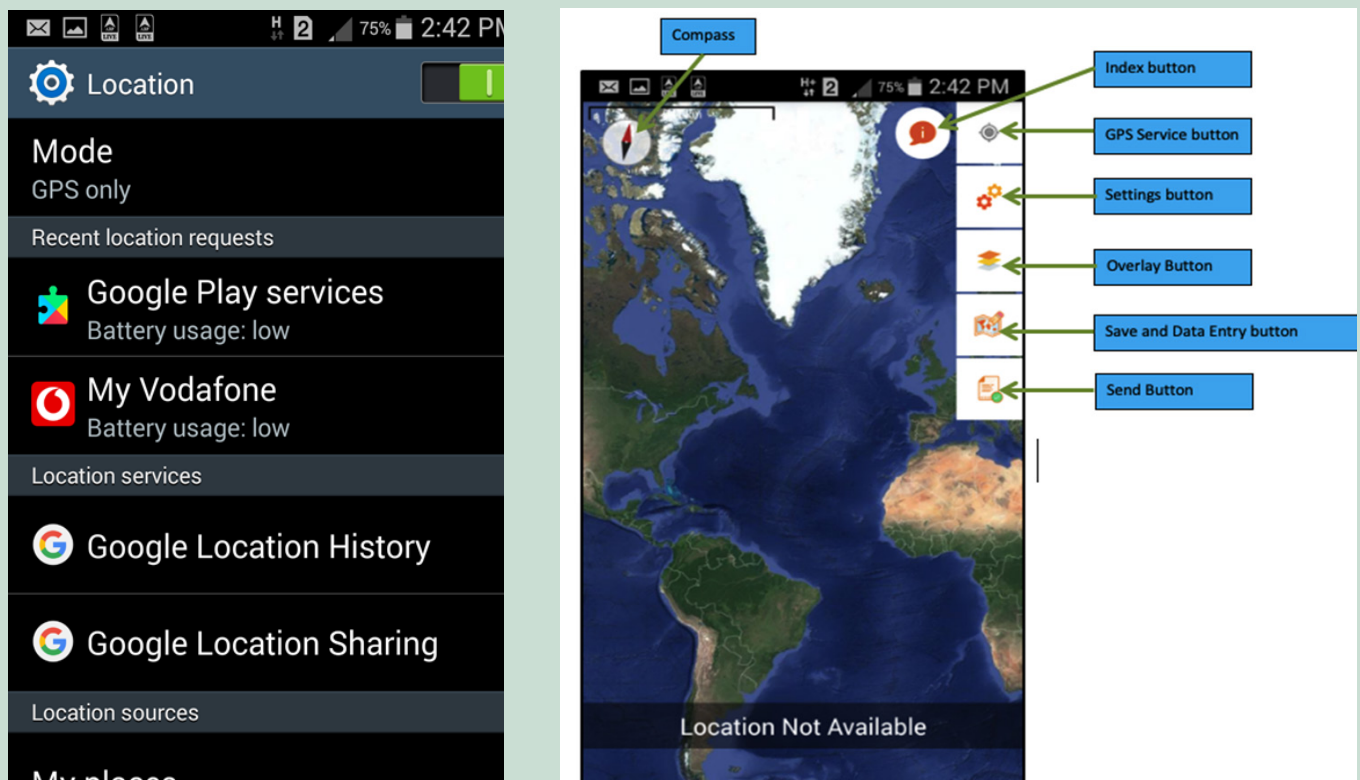 H 2 75% 2:42 PM
Location
Mode
GPS only
Recent location requests
Google Play services
Battery usage: low
My Vodafone
Battery usage: low
Location services
Google Location History
Google Location Sharing
Location sources
My places
Compass
H+ 2 75% 2:42 PM
Index button
GPS Service button
Settings button
Overlay Button
Save and Data Entry button
Send Button
Location Not Available